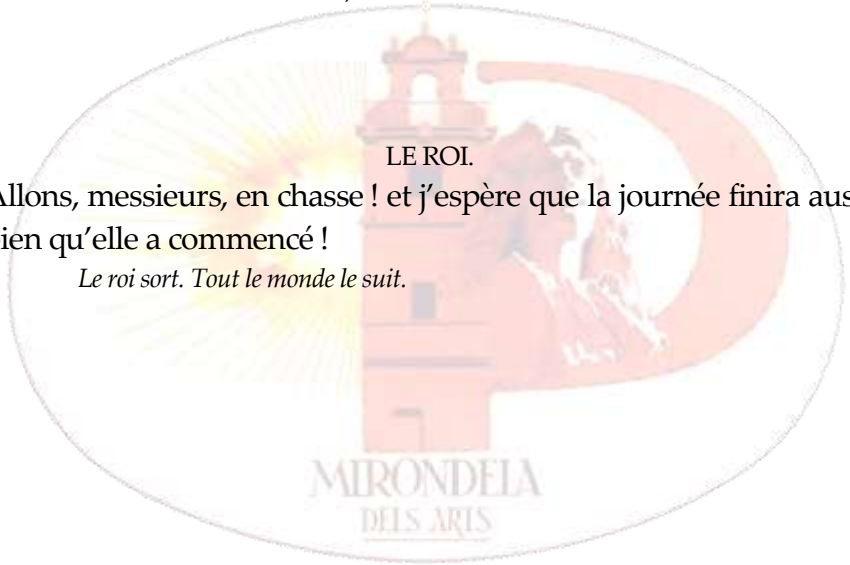 LE ROI.
Allons, messieurs, en chasse ! et j’espère que la journée finira aus
ien qu’elle a commencé !
Le roi sort. Tout le monde le suit.
MIRONDELA
DELS ARTS